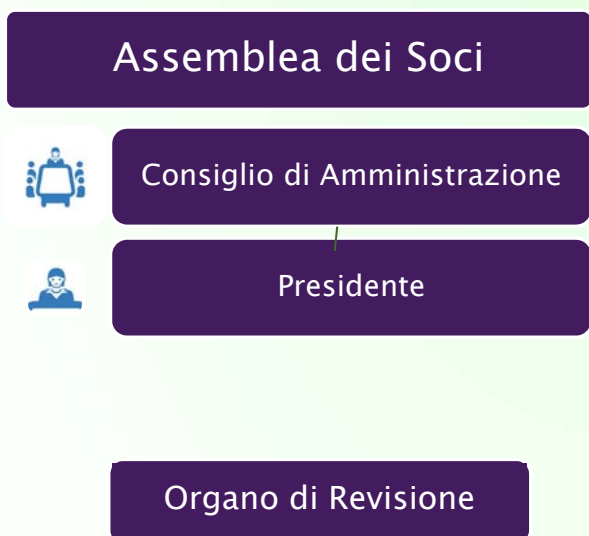 Assemblea dei Soci
Consiglio di Amministrazione
Presidente
Organo di Revisione